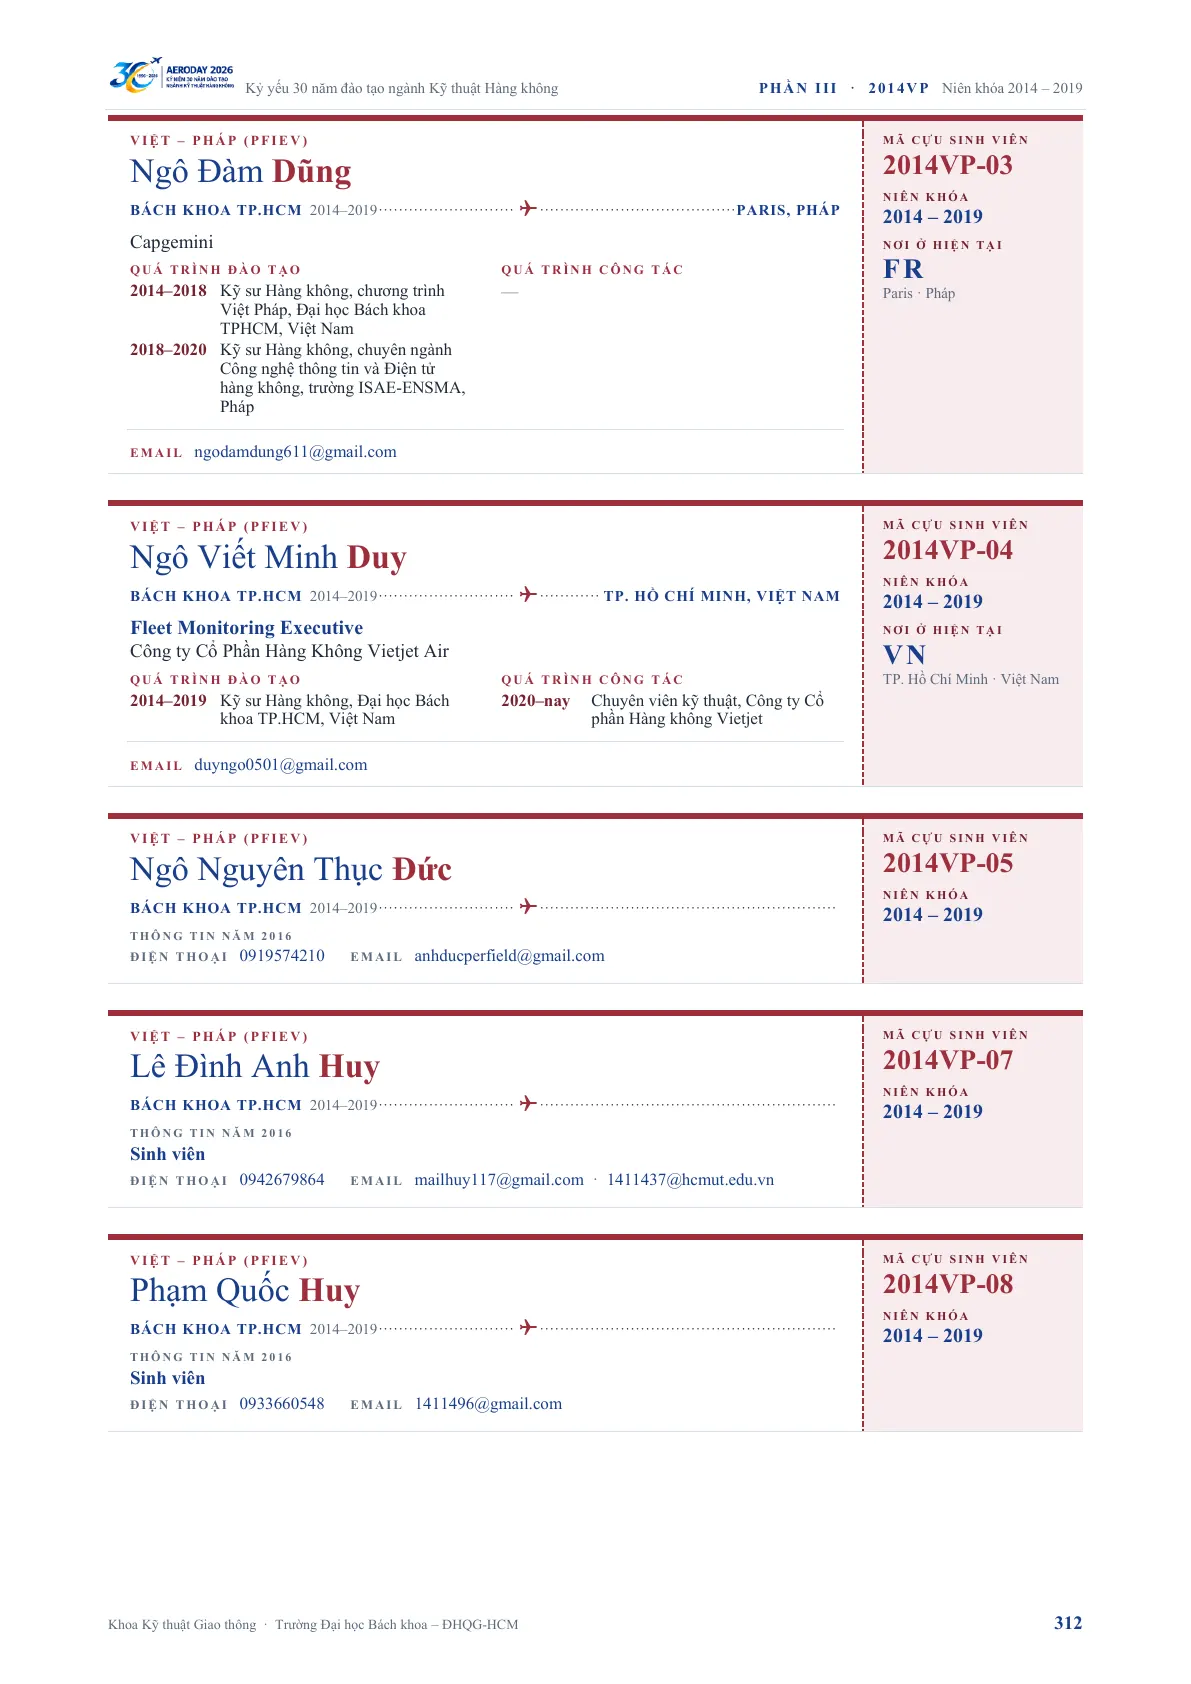 AERODAY 2026
KỶ NIỆM 30 NĂM ĐÀO TẠO
NGÀNH KỸ THUẬT HÀNG KHÔNG
Kỷ yếu 30 năm đào tạo ngành Kỹ thuật Hàng không
PHẦN III · 2014VP Niên khóa 2014 – 2019
VIỆT – PHÁP (PFIEV)
Ngô Đàm Dũng
BÁCH KHOA TP.HCM 2014–2019 PARIS, PHÁP
Capgemini
QUÁ TRÌNH ĐÀO TẠO
2014–2018 Kỹ sư Hàng không, chương trình
Việt Pháp, Đại học Bách khoa
TPHCM, Việt Nam
2018–2020 Kỹ sư Hàng không, chuyên ngành
Công nghệ thông tin và Điện tử
hàng không, trường ISAE-ENSMA,
Pháp
QUÁ TRÌNH CÔNG TÁC
—
EMAIL ngodamdung611@gmail.com
MÃ CỰU SINH VIÊN
2014VP-03
NIÊN KHÓA
2014 – 2019
NƠI Ở HIỆN TẠI
FR
Paris · Pháp
VIỆT – PHÁP (PFIEV)
Ngô Viết Minh Duy
BÁCH KHOA TP.HCM 2014–2019 TP. HỒ CHÍ MINH, VIỆT NAM
Fleet Monitoring Executive
Công ty Cổ Phần Hàng Không Vietjet Air
QUÁ TRÌNH ĐÀO TẠO
2014–2019 Kỹ sư Hàng không, Đại học Bách
khoa TP.HCM, Việt Nam
QUÁ TRÌNH CÔNG TÁC
2020–nay Chuyên viên kỹ thuật, Công ty Cổ
phần Hàng không Vietjet
EMAIL duyngo0501@gmail.com
MÃ CỰU SINH VIÊN
2014VP-04
NIÊN KHÓA
2014 – 2019
NƠI Ở HIỆN TẠI
VN
TP. Hồ Chí Minh · Việt Nam
VIỆT – PHÁP (PFIEV)
Ngô Nguyên Thục Đức
BÁCH KHOA TP.HCM 2014–2019
THÔNG TIN NĂM 2016
ĐIỆN THOẠI 0919574210 EMAIL anhducperfield@gmail.com
MÃ CỰU SINH VIÊN
2014VP-05
NIÊN KHÓA
2014 – 2019
VIỆT – PHÁP (PFIEV)
Lê Đình Anh Huy
BÁCH KHOA TP.HCM 2014–2019
THÔNG TIN NĂM 2016
Sinh viên
ĐIỆN THOẠI 0942679864 EMAIL mailhuy117@gmail.com · 1411437@hcmut.edu.vn
MÃ CỰU SINH VIÊN
2014VP-07
NIÊN KHÓA
2014 – 2019
VIỆT – PHÁP (PFIEV)
Phạm Quốc Huy
BÁCH KHOA TP.HCM 2014–2019
THÔNG TIN NĂM 2016
Sinh viên
ĐIỆN THOẠI 0933660548 EMAIL 1411496@gmail.com
MÃ CỰU SINH VIÊN
2014VP-08
NIÊN KHÓA
2014 – 2019
Khoa Kỹ thuật Giao thông · Trường Đại học Bách khoa – ĐHQG-HCM
312